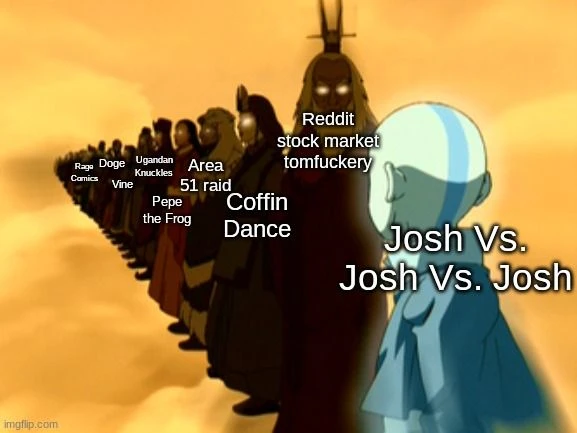 Rage
Comics
Doge
Vine
Ugandan
Knuckles
Pepe
the Frog
Area
51 raid
Coffin
Dance
Reddit
stock market
tomfuckery
Josh Vs.
Josh Vs. Josh
imgflip.com